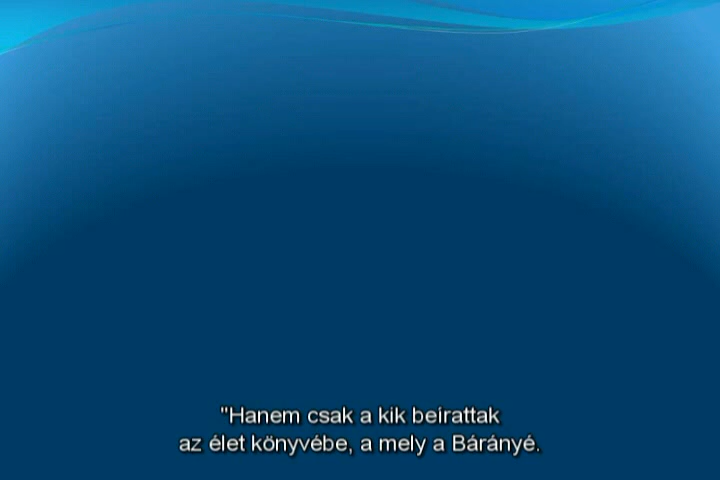 "Hanem csak a kik beírattak
az élet könyvébe, a mely a Bárányé.